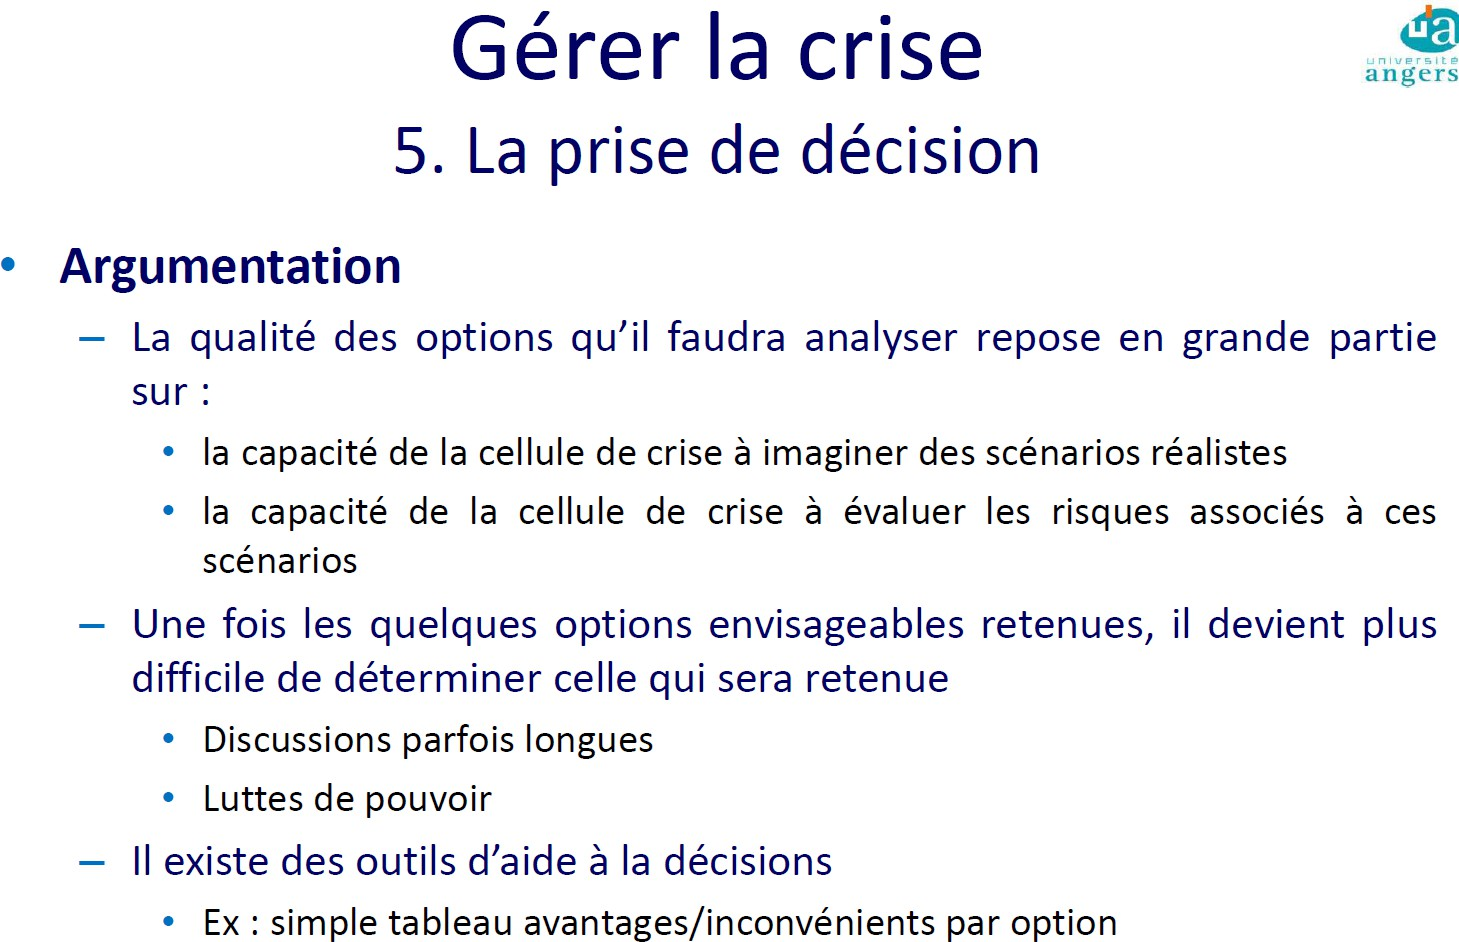 Gérer la crise
université
angers
5. La prise de décision
• Argumentation
– La qualité des options qu’il faudra analyser repose en grande partie
sur :
• la capacité de la cellule de crise à imaginer des scénarios réalistes
• la capacité de la cellule de crise à évaluer les risques associés à ces
scénarios
– Une fois les quelques options envisageables retenues, il devient plus
difficile de déterminer celle qui sera retenue
• Discussions parfois longues
• Luttes de pouvoir
– Il existe des outils d’aide à la décisions
• Ex : simple tableau avantages/inconvénients par option